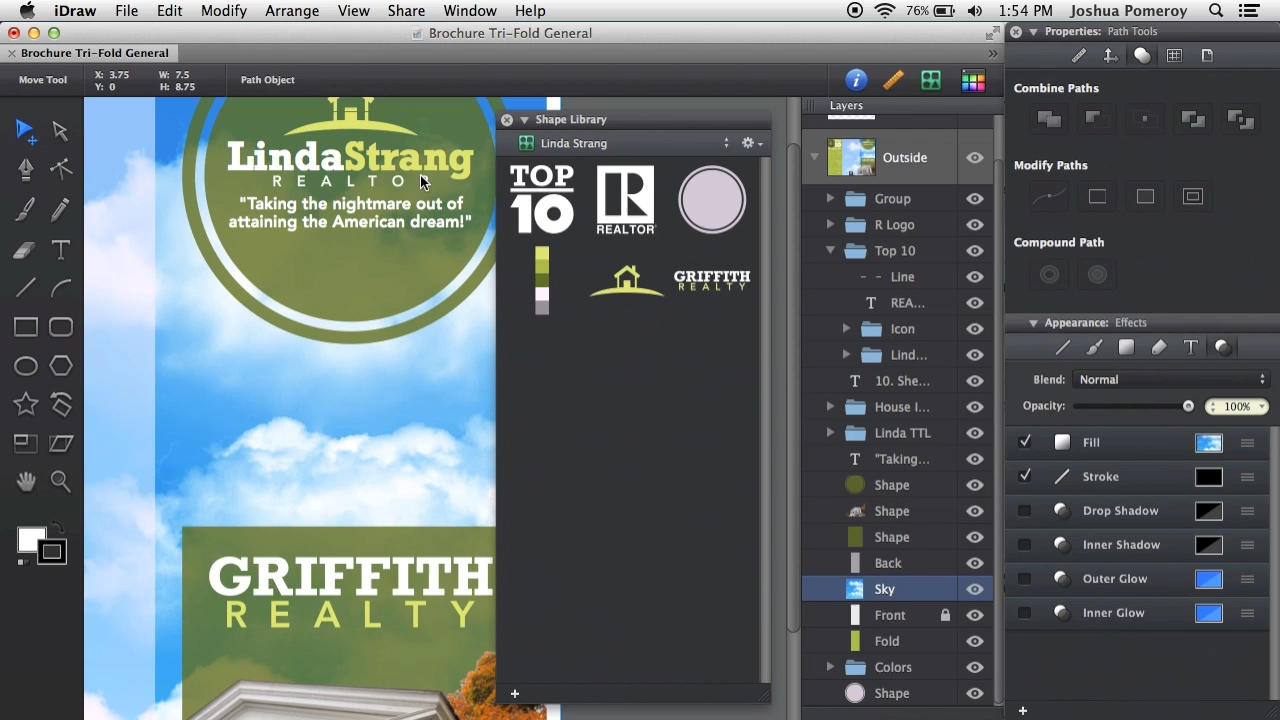 iDraw File Edit Modify Arrange View Share Window Help 76% 1:54 PM Joshua Pomeroy
Brochure Tri-Fold General
Brochure Tri-Fold General
Move Tool
X: 3.75 W: 7.5
Y: 0 H: 8.75
Path Object
LindaStrang
REALTOR
"Taking the nightmare out of
attaining the American dream!"
GRIFFITH
REALTY
Shape Library
Linda Strang
TOP
10
R
REALTOR
GRIFFITH
REALTY
Layers
Outside
Group
R Logo
Top 10
Line
T REA...
Icon
Lind...
T 10. She...
House I...
Linda TTL
T "Taking...
Shape
Shape
Shape
Back
Sky
Front
Fold
Colors
Shape
Properties: Path Tools
Combine Paths
Modify Paths
Compound Path
Appearance: Effects
Blend: Normal
Opacity: 100%
Fill
Stroke
Drop Shadow
Inner Shadow
Outer Glow
Inner Glow